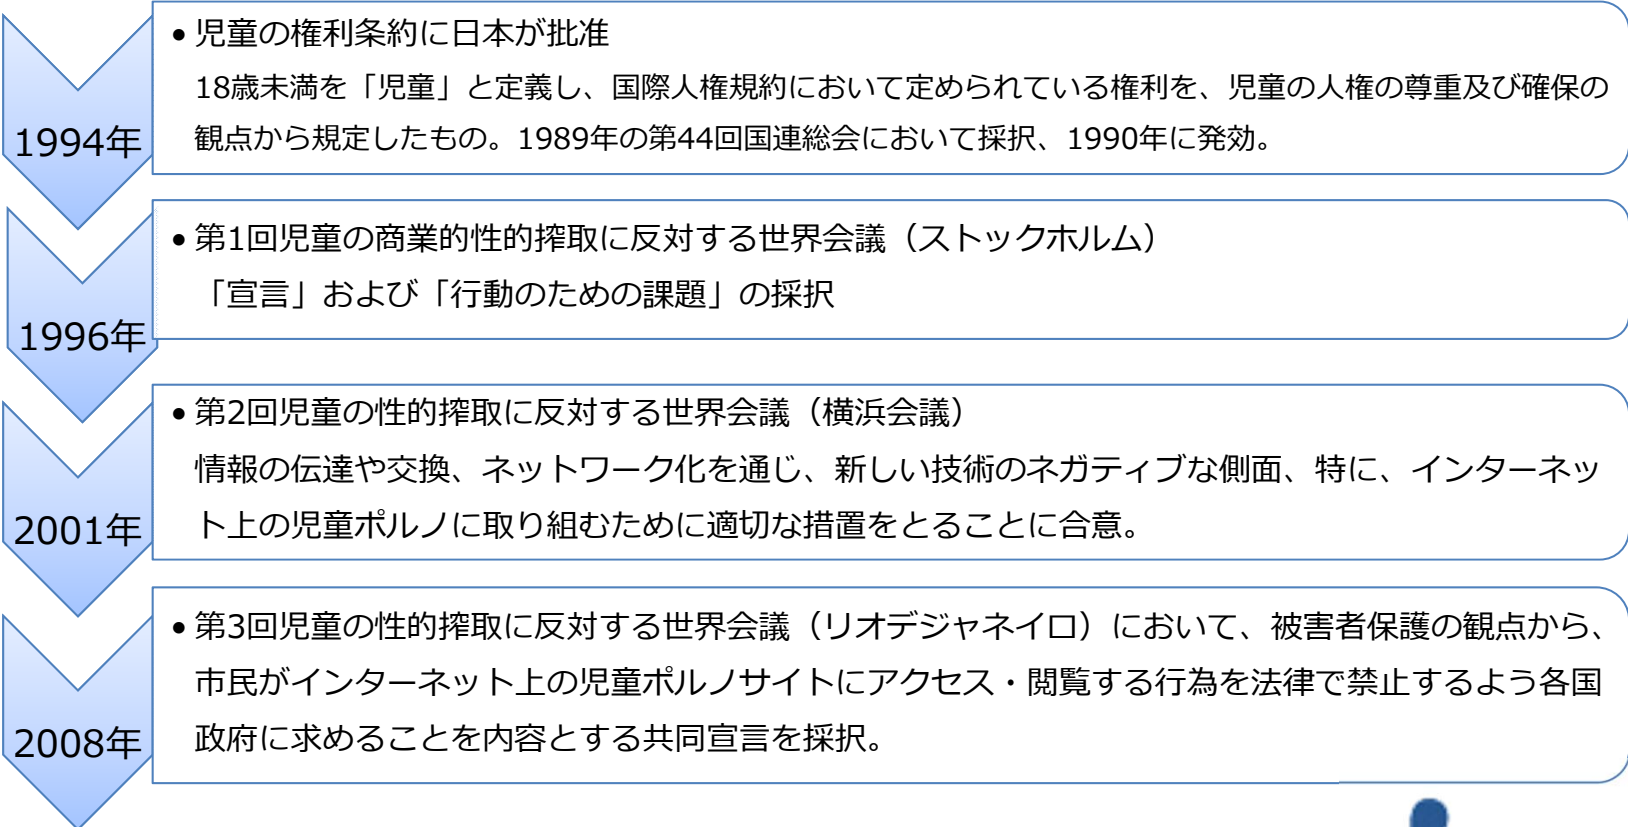 1994年
• 児童の権利条約に日本が批准
18歳未満を「児童」と定義し、国際人権規約において定められている権利を、児童の人権の尊重及び確保の
観点から規定したもの。1989年の第44回国連総会において採択、1990年に発効。
1996年
• 第1回児童の商業的性的搾取に反対する世界会議（ストックホルム）
「宣言」および「行動のための課題」の採択
2001年
• 第2回児童の性的搾取に反対する世界会議（横浜会議）
情報の伝達や交換、ネットワーク化を通じ、新しい技術のネガティブな側面、特に、インターネッ
ト上の児童ポルノに取り組むために適切な措置をとることに合意。
2008年
• 第3回児童の性的搾取に反対する世界会議（リオデジャネイロ）において、被害者保護の観点から、
市民がインターネット上の児童ポルノサイトにアクセス・閲覧する行為を法律で禁止するよう各国
政府に求めることを内容とする共同宣言を採択。